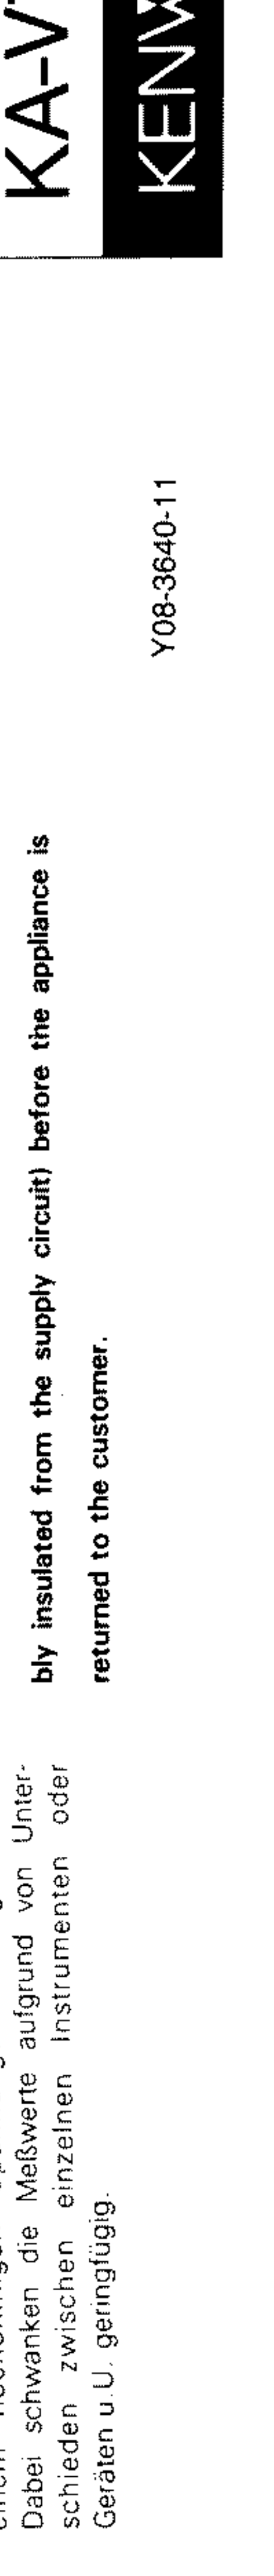 Dabei schwanken die Meßwerte aufgrund von Unter-
schieden zwischen einzelnen Instrumenten oder
Geräten u.U. geringfügig.
bly insulated from the supply circuit) before the appliance is
returned to the customer.
Y08-3640-11
KA-V
KENW